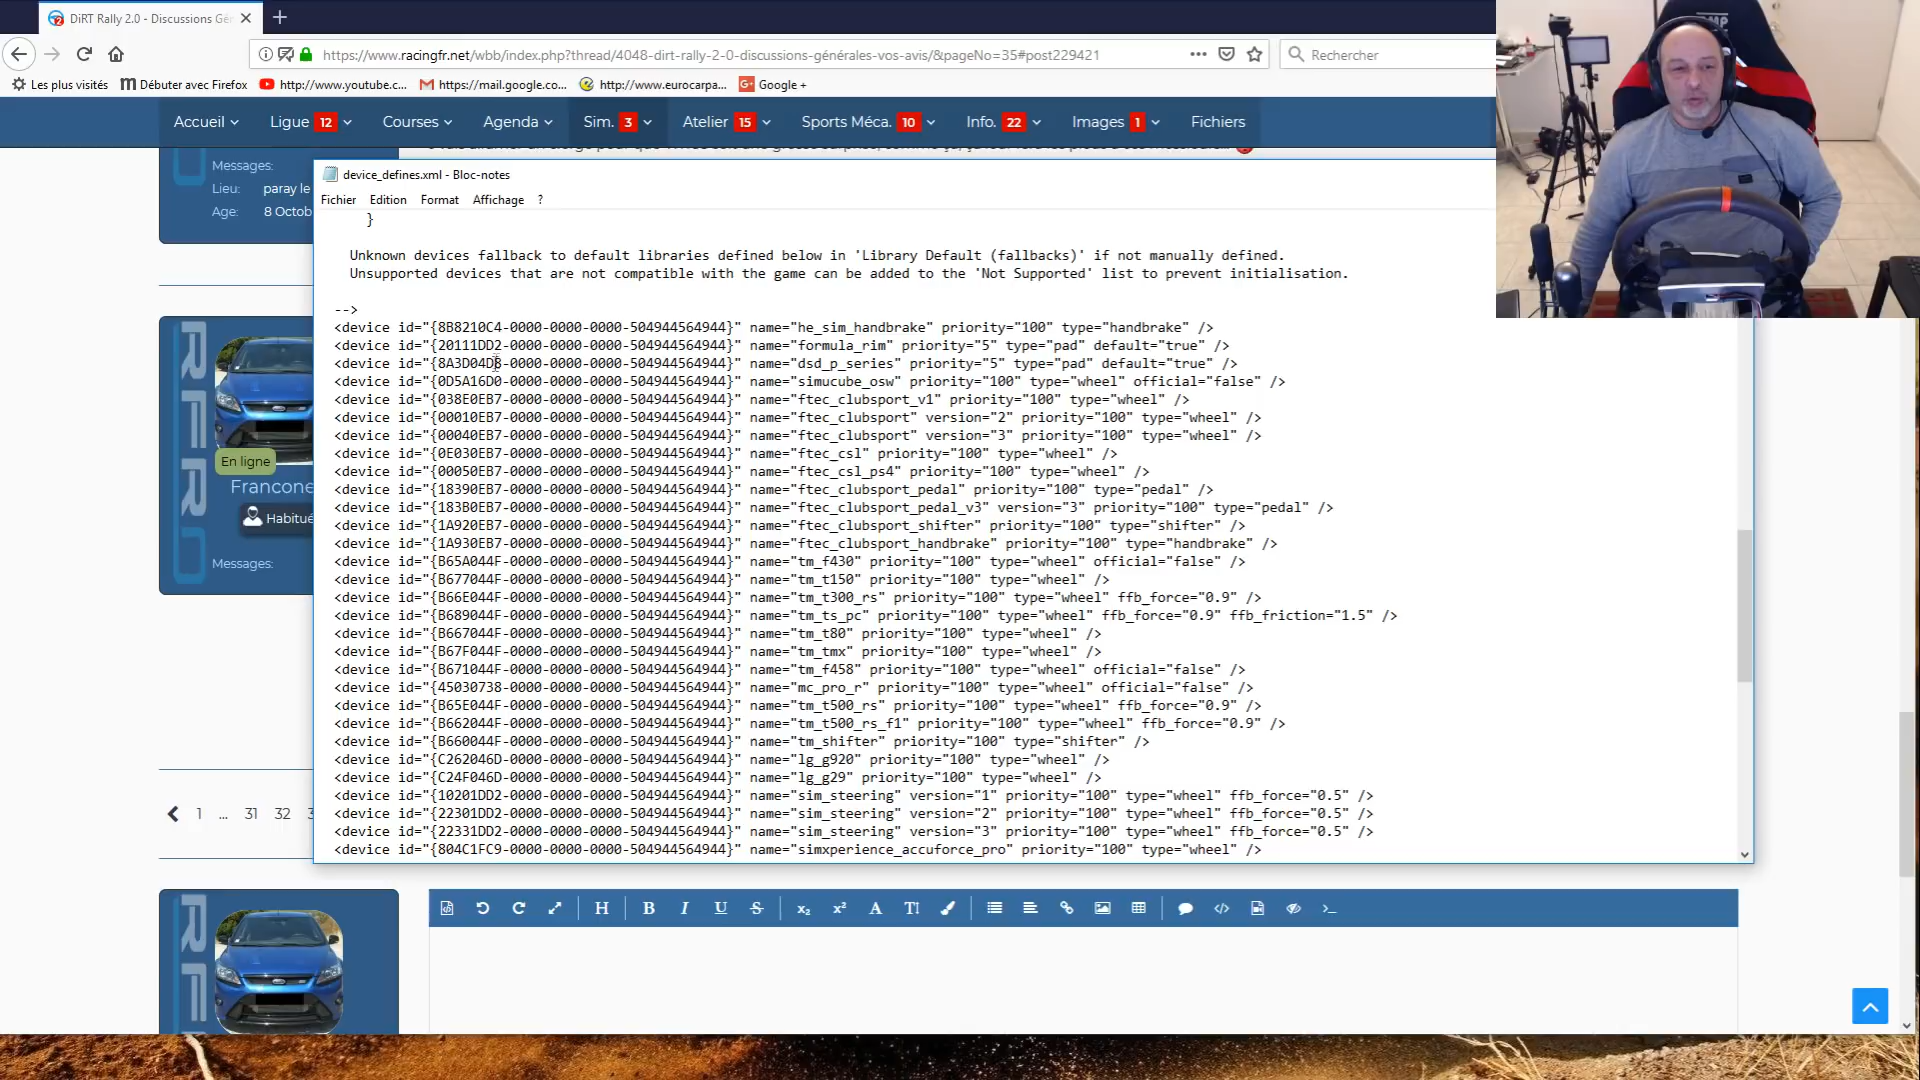 DiRT Rally 2.0 - Discussions Gén
https://www.racingfr.net/wbb/index.php?thread/4048-dirt-rally-2-0-discussions-générales-vos-avis/&pageNo=35#post229421
Rechercher
Les plus visités
Débuter avec Firefox
http://www.youtube.c...
https://mail.google.co...
http://www.eurocarpa...
Google +
Accueil
Ligue 12
Courses
Agenda
Sim. 3
Atelier 15
Sports Méca. 10
Info. 22
Images 1
Fichiers
Messages:
Lieu: paray le
Age: 8 Octob
device_defines.xml - Bloc-notes
Fichier Edition Format Affichage ?
}
Unknown devices fallback to default libraries defined below in 'Library Default (fallbacks)' if not manually defined.
Unsupported devices that are not compatible with the game can be added to the 'Not Supported' list to prevent initialisation.
-->
<device id="{8B8210C4-0000-0000-0000-504944564944}" name="he_sim_handbrake" priority="100" type="handbrake" />
<device id="{20111DD2-0000-0000-0000-504944564944}" name="formula_rim" priority="5" type="pad" default="true" />
<device id="{8A3D04D8-0000-0000-0000-504944564944}" name="dsd_p_series" priority="5" type="pad" default="true" />
<device id="{0D5A16D0-0000-0000-0000-504944564944}" name="simucube_osw" priority="100" type="wheel" official="false" />
<device id="{038E0EB7-0000-0000-0000-504944564944}" name="ftec_clubsport_v1" priority="100" type="wheel" />
<device id="{00010EB7-0000-0000-0000-504944564944}" name="ftec_clubsport" version="2" priority="100" type="wheel" />
<device id="{00040EB7-0000-0000-0000-504944564944}" name="ftec_clubsport" version="3" priority="100" type="wheel" />
<device id="{0E030EB7-0000-0000-0000-504944564944}" name="ftec_csl" priority="100" type="wheel" />
<device id="{00050EB7-0000-0000-0000-504944564944}" name="ftec_csl_ps4" priority="100" type="wheel" />
<device id="{18390EB7-0000-0000-0000-504944564944}" name="ftec_clubsport_pedal" priority="100" type="pedal" />
<device id="{183B0EB7-0000-0000-0000-504944564944}" name="ftec_clubsport_pedal_v3" version="3" priority="100" type="pedal" />
<device id="{1A920EB7-0000-0000-0000-504944564944}" name="ftec_clubsport_shifter" priority="100" type="shifter" />
<device id="{1A930EB7-0000-0000-0000-504944564944}" name="ftec_clubsport_handbrake" priority="100" type="handbrake" />
<device id="{B65A044F-0000-0000-0000-504944564944}" name="tm_f430" priority="100" type="wheel" official="false" />
<device id="{B677044F-0000-0000-0000-504944564944}" name="tm_t150" priority="100" type="wheel" />
<device id="{B66E044F-0000-0000-0000-504944564944}" name="tm_t300_rs" priority="100" type="wheel" ffb_force="0.9" />
<device id="{B689044F-0000-0000-0000-504944564944}" name="tm_ts_pc" priority="100" type="wheel" ffb_force="0.9" ffb_friction="1.5" />
<device id="{B667044F-0000-0000-0000-504944564944}" name="tm_t80" priority="100" type="wheel" />
<device id="{B67F044F-0000-0000-0000-504944564944}" name="tm_tmx" priority="100" type="wheel" />
<device id="{B671044F-0000-0000-0000-504944564944}" name="tm_f458" priority="100" type="wheel" official="false" />
<device id="{45030738-0000-0000-0000-504944564944}" name="mc_pro_r" priority="100" type="wheel" official="false" />
<device id="{B65E044F-0000-0000-0000-504944564944}" name="tm_t500_rs" priority="100" type="wheel" ffb_force="0.9" />
<device id="{B662044F-0000-0000-0000-504944564944}" name="tm_t500_rs_f1" priority="100" type="wheel" ffb_force="0.9" />
<device id="{B660044F-0000-0000-0000-504944564944}" name="tm_shifter" priority="100" type="shifter" />
<device id="{C262046D-0000-0000-0000-504944564944}" name="lg_g920" priority="100" type="wheel" />
<device id="{C24F046D-0000-0000-0000-504944564944}" name="lg_g29" priority="100" type="wheel" />
<device id="{10201DD2-0000-0000-0000-504944564944}" name="sim_steering" version="1" priority="100" type="wheel" ffb_force="0.5" />
<device id="{22301DD2-0000-0000-0000-504944564944}" name="sim_steering" version="2" priority="100" type="wheel" ffb_force="0.5" />
<device id="{22331DD2-0000-0000-0000-504944564944}" name="sim_steering" version="3" priority="100" type="wheel" ffb_force="0.5" />
<device id="{804C1FC9-0000-0000-0000-504944564944}" name="simxperience_accuforce_pro" priority="100" type="wheel" />
RFRO
En ligne
Francone
Habitué
Messages:
1 ... 31 32 3
RFR